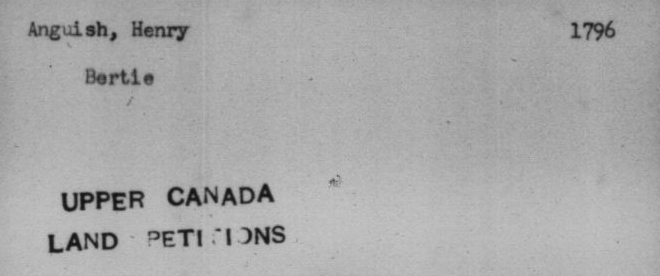 Anguish, Henry 1796
Bertie
UPPER CANADA
LAND PETITIONS